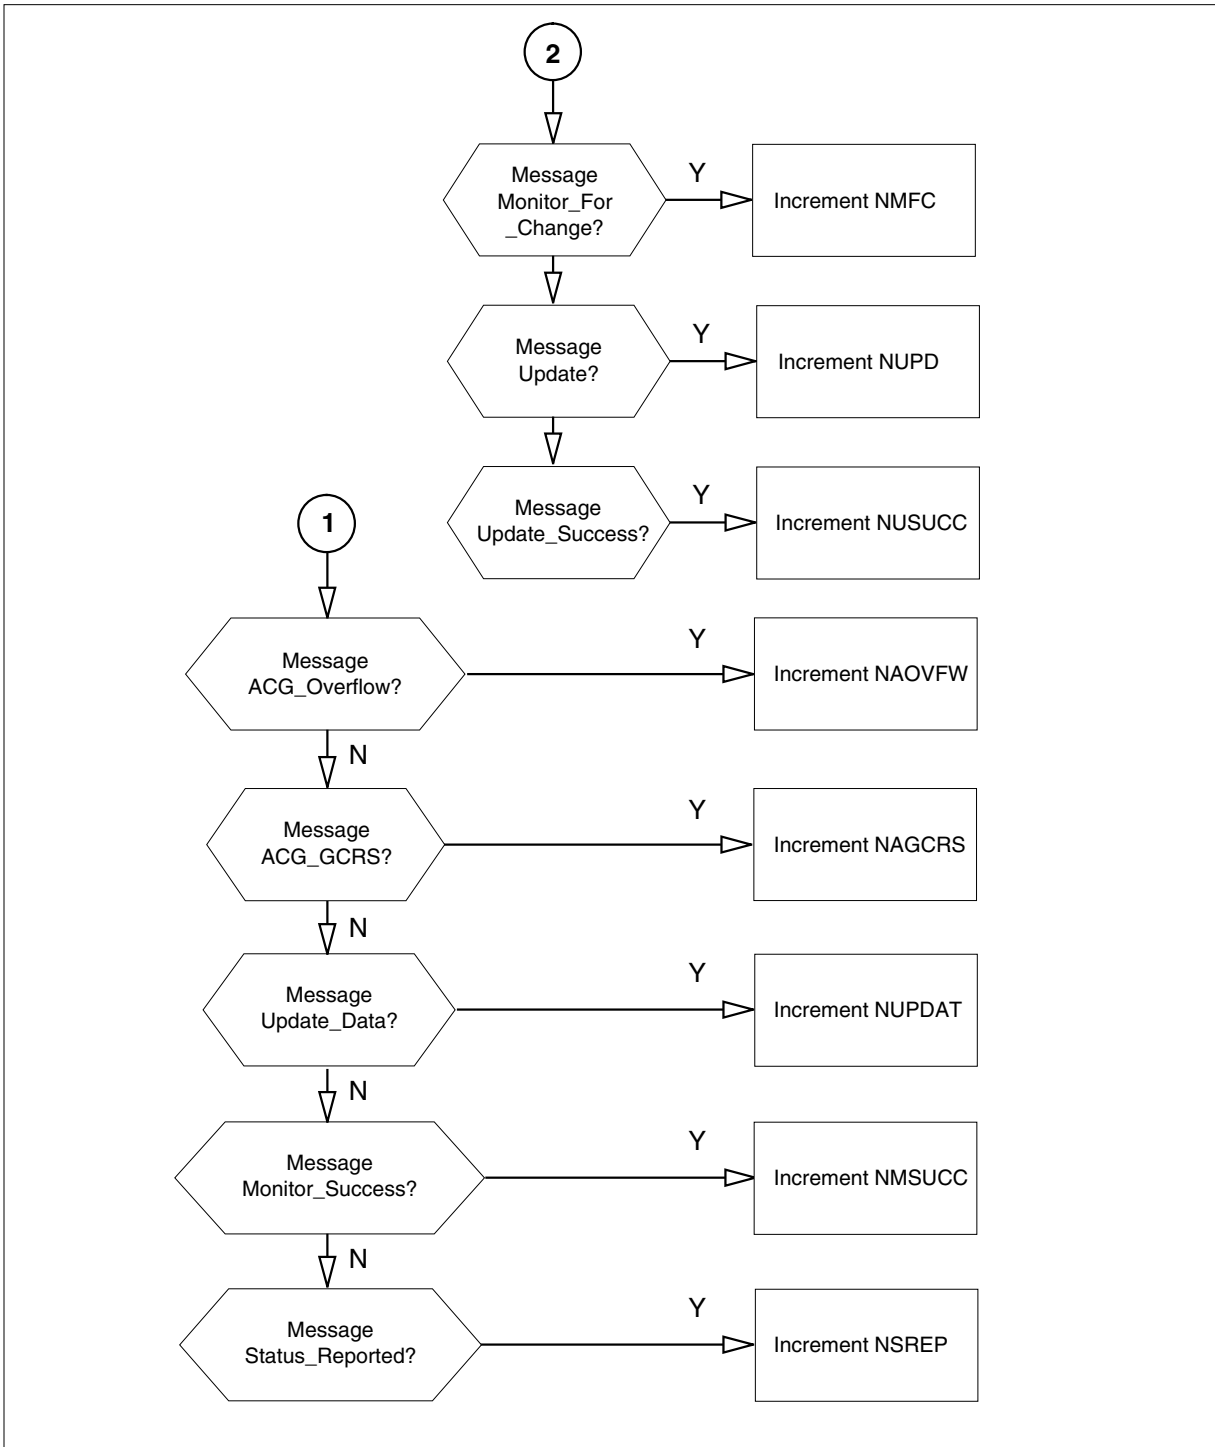 2
Message
Monitor_For
_Change?
Y
Increment NMFC
Message
Update?
Y
Increment NUPD
Message
Update_Success?
Y
Increment NUSUCC
1
Message
ACG_Overflow?
Y
Increment NAOVFW
N
Message
ACG_GCRS?
Y
Increment NAGCRS
N
Message
Update_Data?
Y
Increment NUPDAT
N
Message
Monitor_Success?
Y
Increment NMSUCC
N
Message
Status_Reported?
Y
Increment NSREP